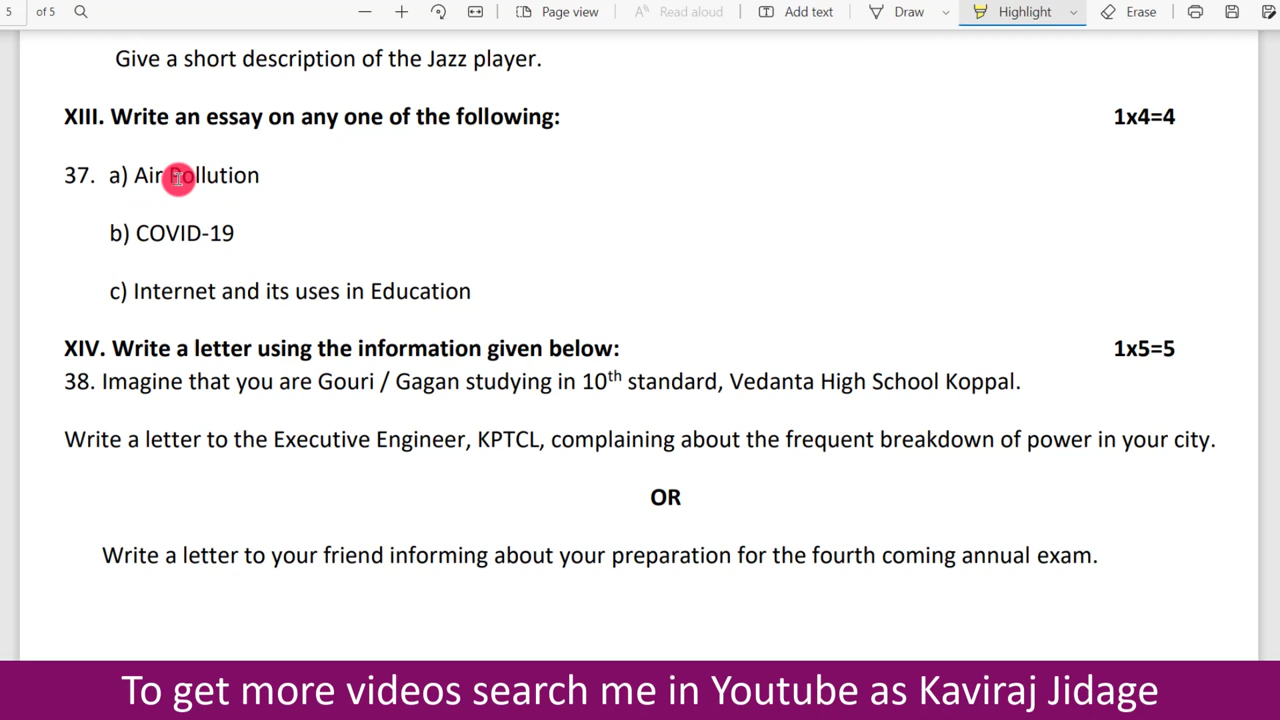 5 of 5 Page view Read aloud Add text Draw Highlight Erase
Give a short description of the Jazz player.
XIII. Write an essay on any one of the following: 1x4=4
37. a) Air Pollution
b) COVID-19
c) Internet and its uses in Education
XIV. Write a letter using the information given below: 1x5=5
38. Imagine that you are Gouri / Gagan studying in 10th standard, Vedanta High School Koppal.
Write a letter to the Executive Engineer, KPTCL, complaining about the frequent breakdown of power in your city.
OR
Write a letter to your friend informing about your preparation for the fourth coming annual exam.
To get more videos search me in Youtube as Kaviraj Jidage